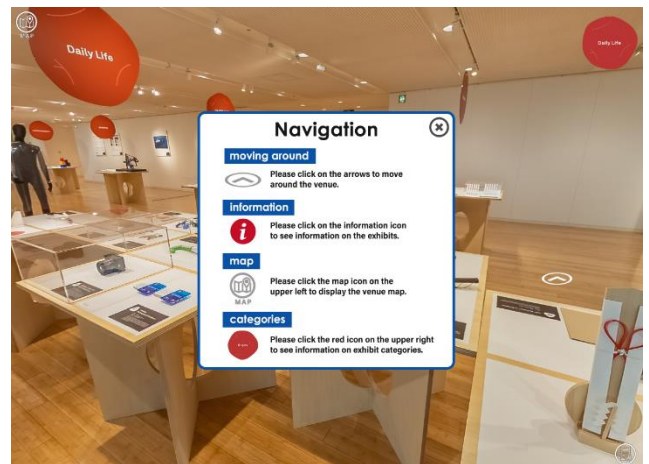 MAP
Daily Life
Daily Life
Navigation
moving around
Please click on the arrows to move
around the venue.
information
i
Please click on the information icon
to see information on the exhibits.
map
MAP
Please click the map icon on the
upper left to display the venue map.
categories
Please click the red icon on the upper right
to see information on exhibit categories.